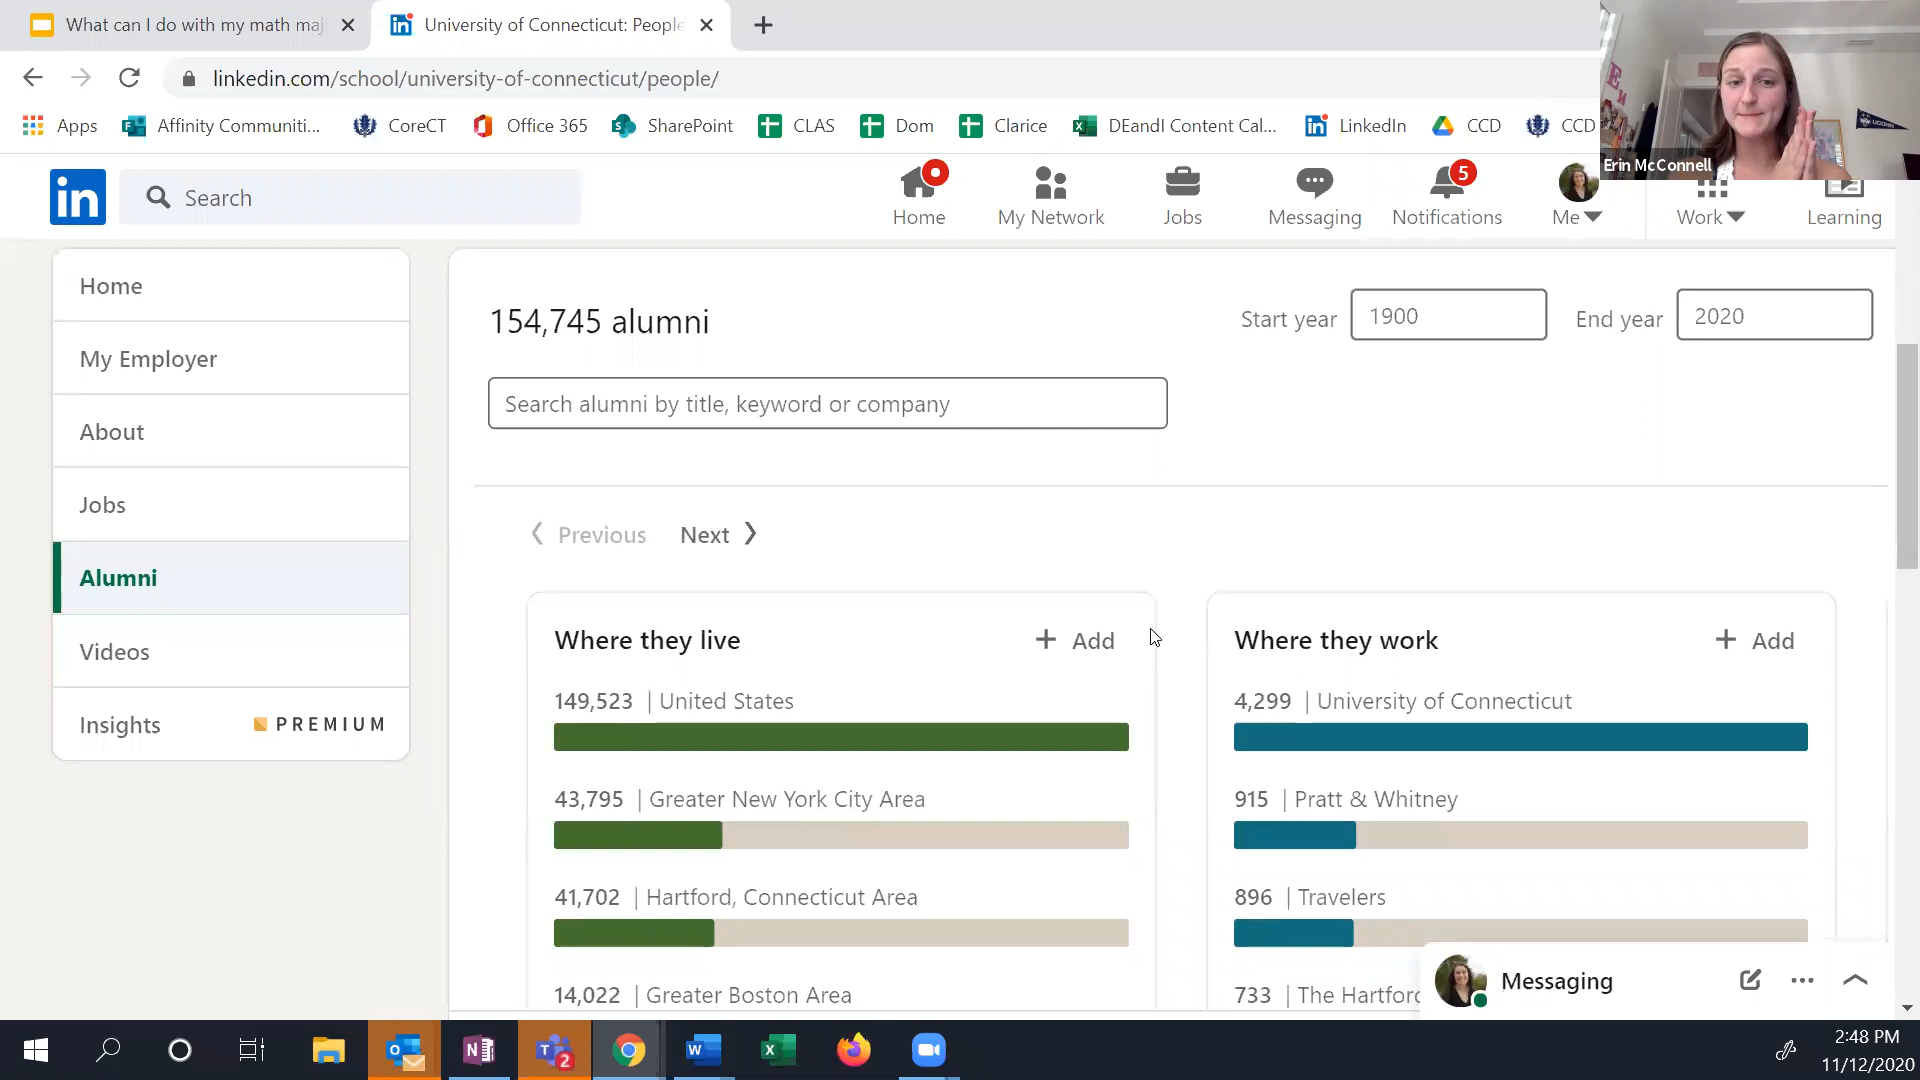 What can I do with my math maj
University of Connecticut: People
linkedin.com/school/university-of-connecticut/people/
Apps
Affinity Communiti...
CoreCT
Office 365
SharePoint
CLAS
Dom
Clarice
DEandI Content Cal...
LinkedIn
CCD
CCD
UCONN
Erin McConnell
in
Search
Home
My Network
Jobs
Messaging
5
Notifications
Me
Work
Learning
Home
My Employer
About
Jobs
Alumni
Videos
Insights PREMIUM
154,745 alumni
Start year 1900 End year 2020
Search alumni by title, keyword or company
Previous Next
Where they live + Add
149,523 | United States
43,795 | Greater New York City Area
41,702 | Hartford, Connecticut Area
14,022 | Greater Boston Area
Where they work + Add
4,299 | University of Connecticut
915 | Pratt & Whitney
896 | Travelers
733 | The Hartford
Messaging
2
2:48 PM
11/12/2020